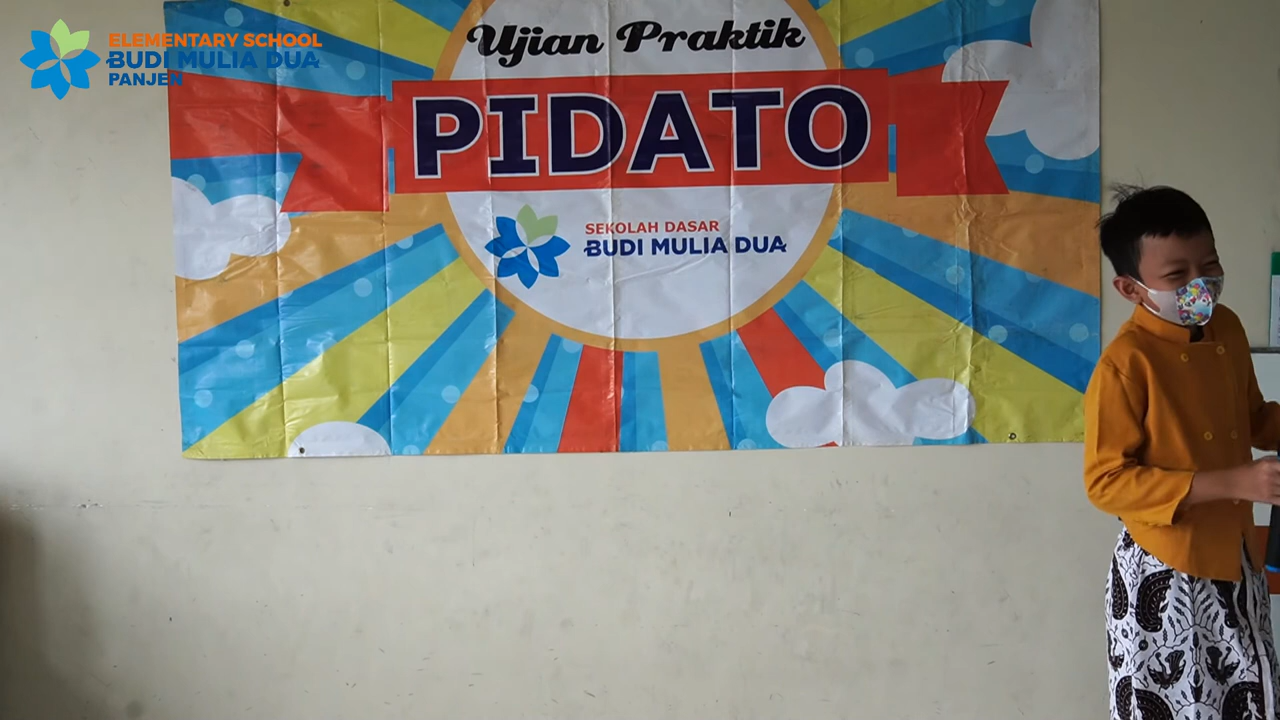 ELEMENTARY SCHOOL
BUDI MULIA DUA
PANJEN
Ujian Praktik
PIDATO
SEKOLAH DASAR
BUDI MULIA DUA